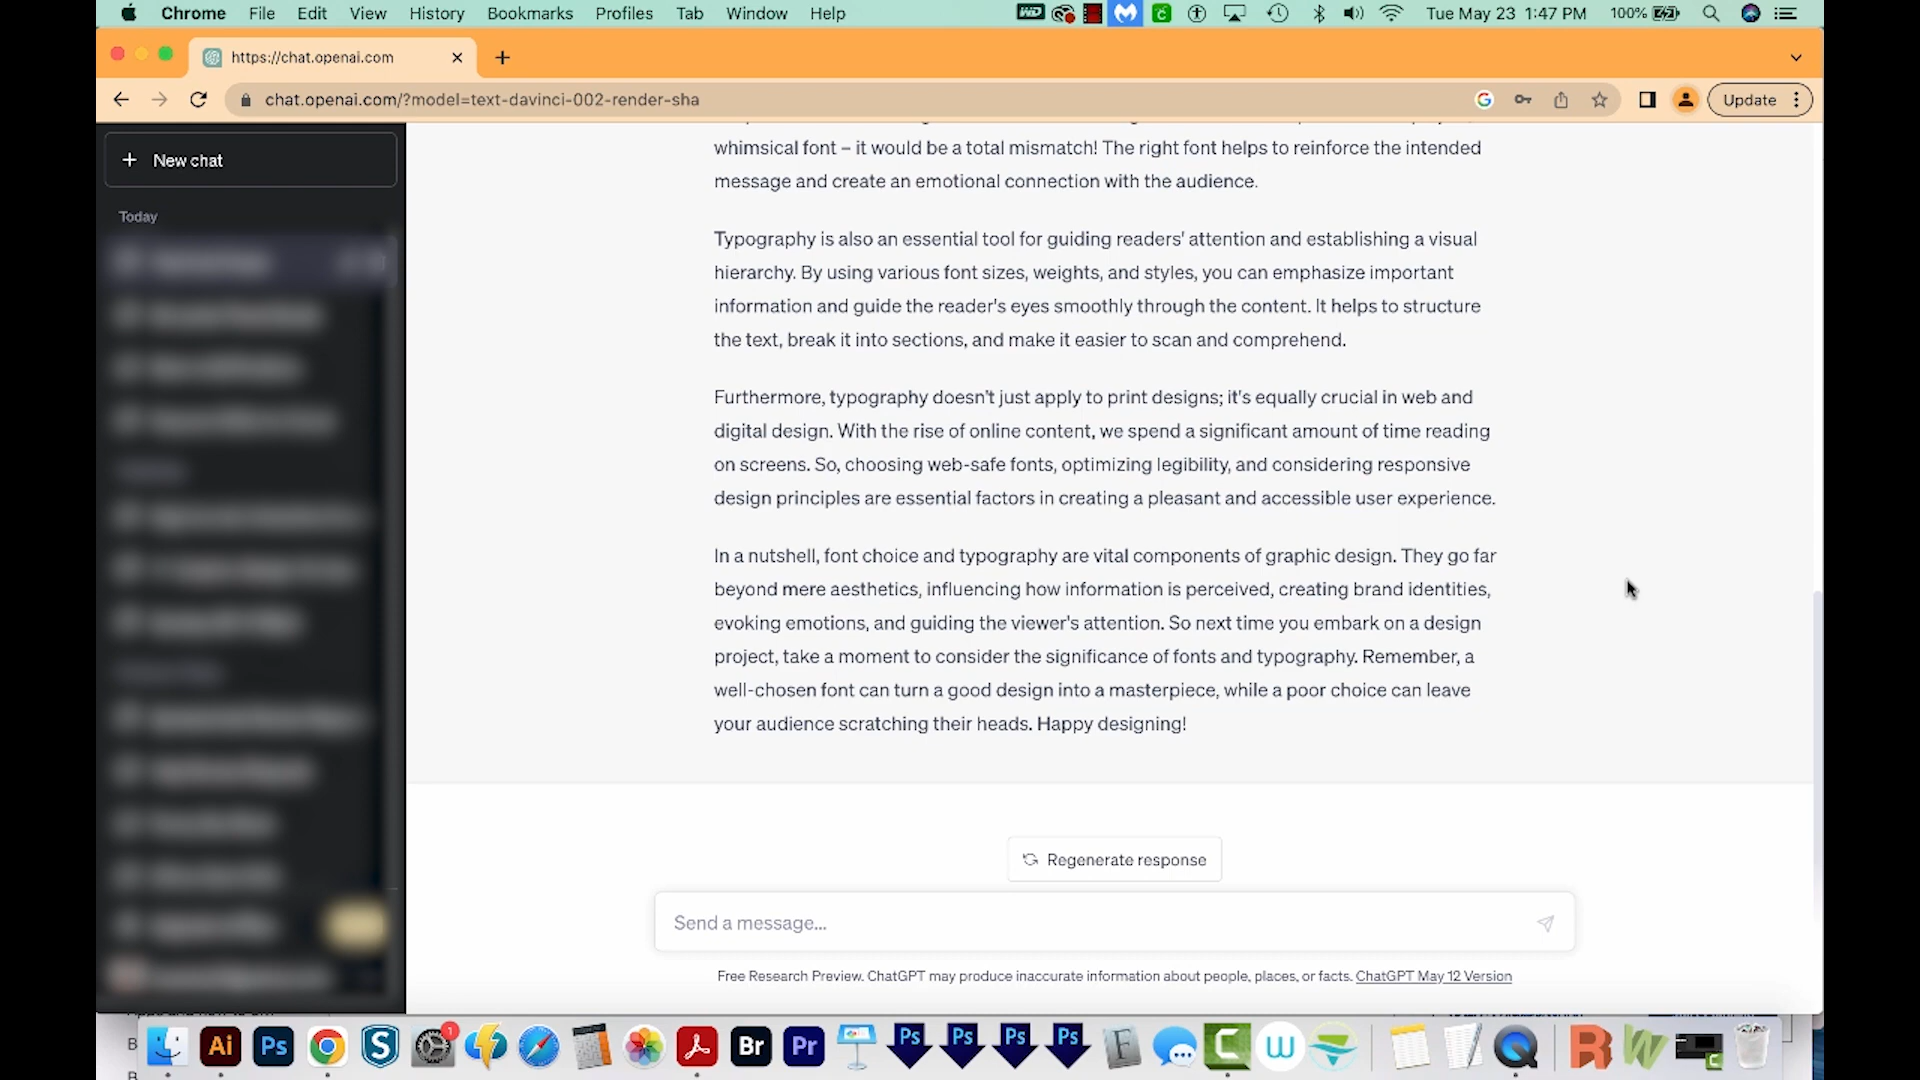 Chrome File Edit View History Bookmarks Profiles Tab Window Help
WD
Tue May 23 1:47 PM 100%
https://chat.openai.com
chat.openai.com/?model=text-davinci-002-render-sha
Update
New chat
Today
whimsical font – it would be a total mismatch! The right font helps to reinforce the intended
message and create an emotional connection with the audience.
Typography is also an essential tool for guiding readers' attention and establishing a visual
hierarchy. By using various font sizes, weights, and styles, you can emphasize important
information and guide the reader's eyes smoothly through the content. It helps to structure
the text, break it into sections, and make it easier to scan and comprehend.
Furthermore, typography doesn't just apply to print designs; it's equally crucial in web and
digital design. With the rise of online content, we spend a significant amount of time reading
on screens. So, choosing web-safe fonts, optimizing legibility, and considering responsive
design principles are essential factors in creating a pleasant and accessible user experience.
In a nutshell, font choice and typography are vital components of graphic design. They go far
beyond mere aesthetics, influencing how information is perceived, creating brand identities,
evoking emotions, and guiding the viewer's attention. So next time you embark on a design
project, take a moment to consider the significance of fonts and typography. Remember, a
well-chosen font can turn a good design into a masterpiece, while a poor choice can leave
your audience scratching their heads. Happy designing!
Regenerate response
Send a message...
Free Research Preview. ChatGPT may produce inaccurate information about people, places, or facts. ChatGPT May 12 Version
Ai Ps S 1 Br Pr Ps Ps Ps Ps F C W Q R W